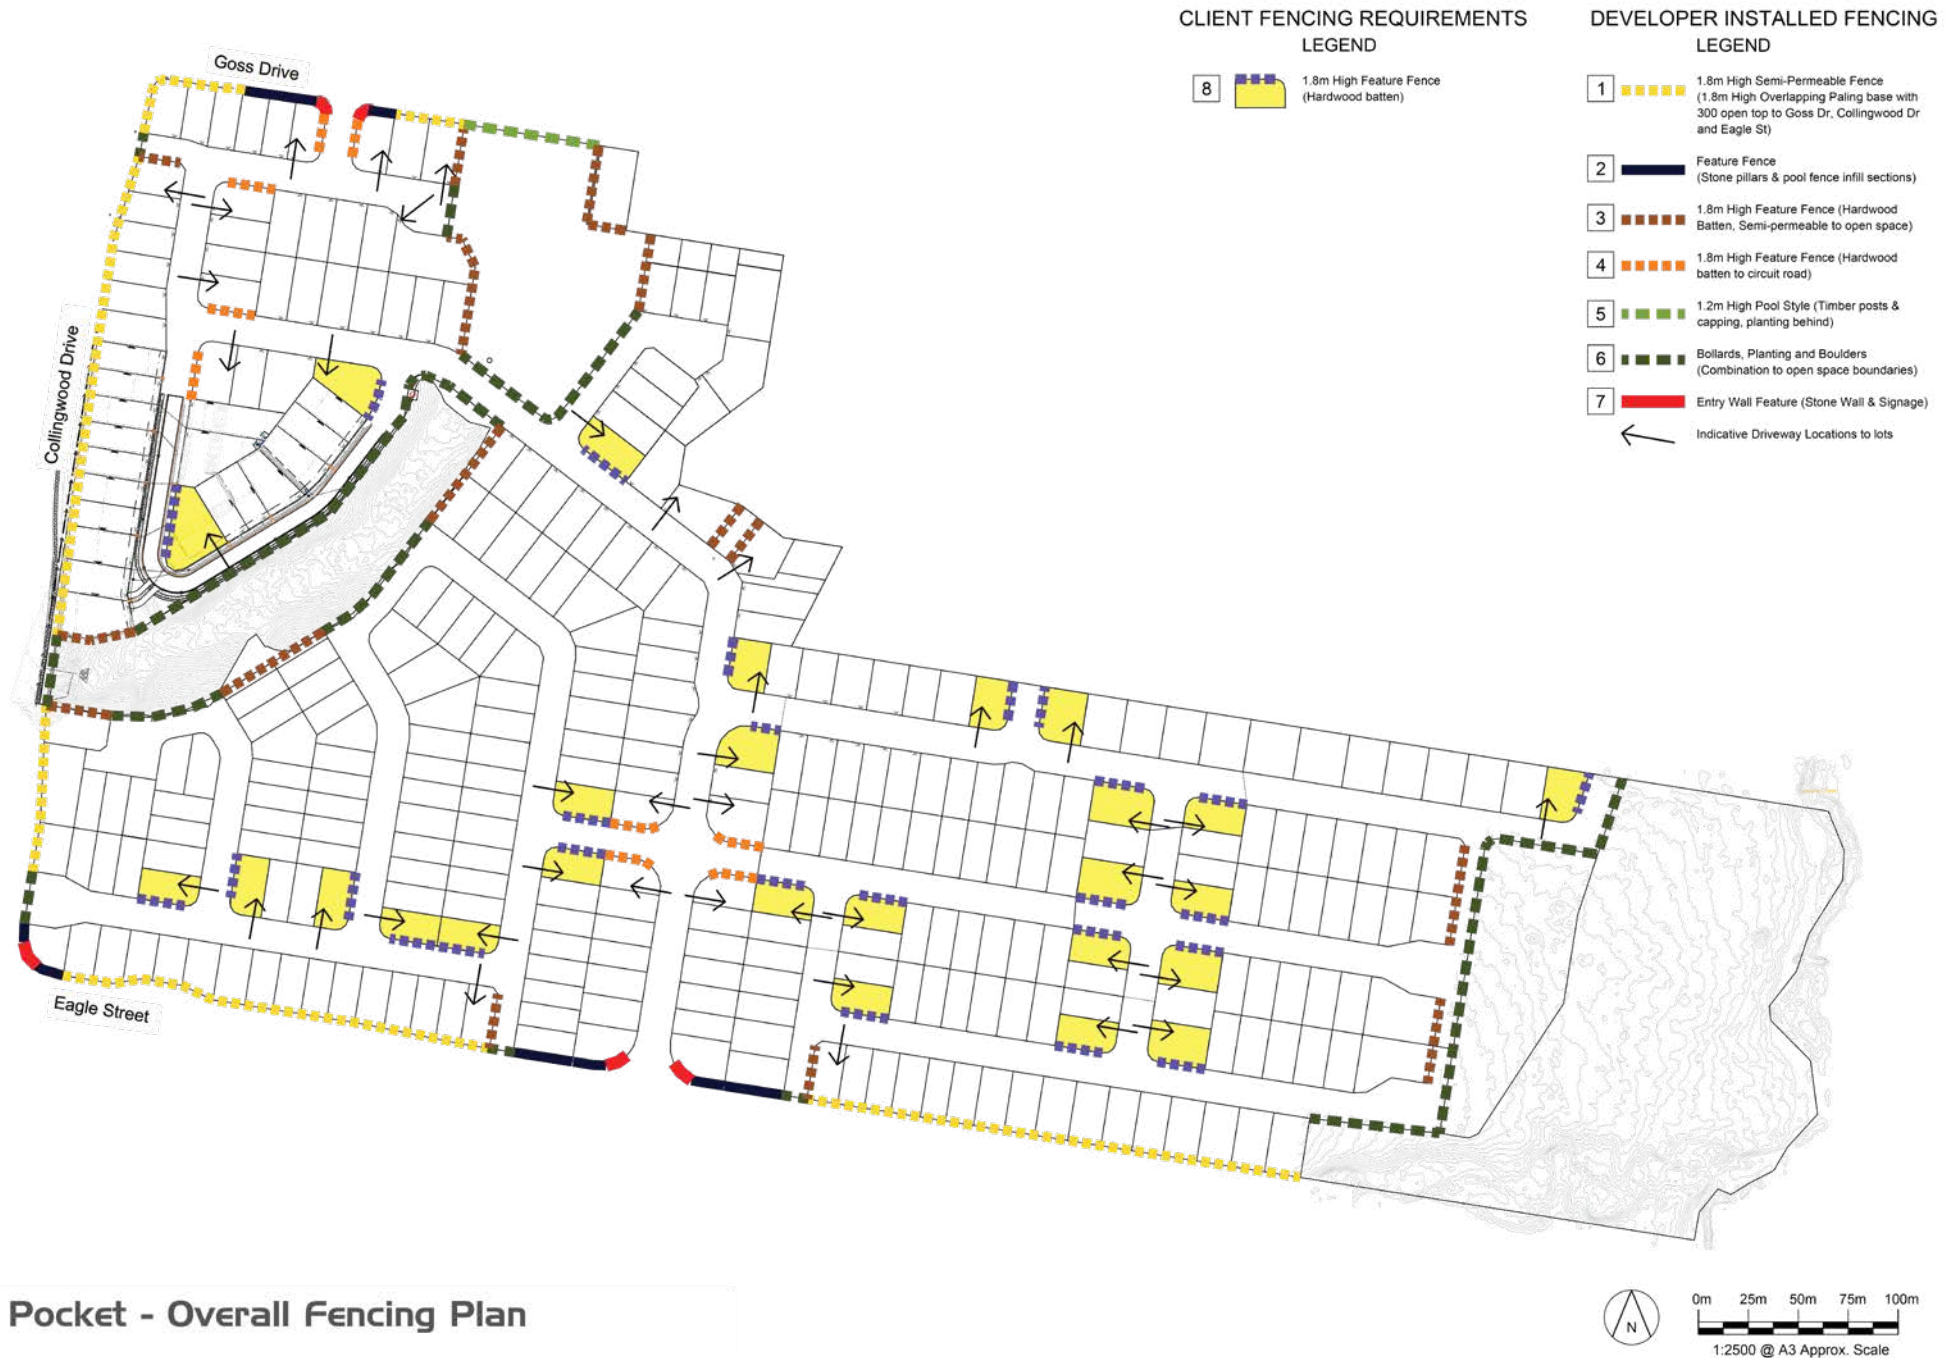 CLIENT FENCING REQUIREMENTS
LEGEND
8
1.8m High Feature Fence
(Hardwood batten)
DEVELOPER INSTALLED FENCING
LEGEND
1
1.8m High Semi-Permeable Fence
(1.8m High Overlapping Paling base with
300 open top to Goss Dr, Collingwood Dr
and Eagle St)
2
Feature Fence
(Stone pillars & pool fence infill sections)
3
1.8m High Feature Fence (Hardwood
Batten, Semi-permeable to open space)
4
1.8m High Feature Fence (Hardwood
batten to circuit road)
5
1.2m High Pool Style (Timber posts &
capping, planting behind)
6
Bollards, Planting and Boulders
(Combination to open space boundaries)
7
Entry Wall Feature (Stone Wall & Signage)
Indicative Driveway Locations to lots
Goss Drive
Collingwood Drive
Eagle Street
Pocket - Overall Fencing Plan
N
0m 25m 50m 75m 100m
1:2500 @ A3 Approx. Scale